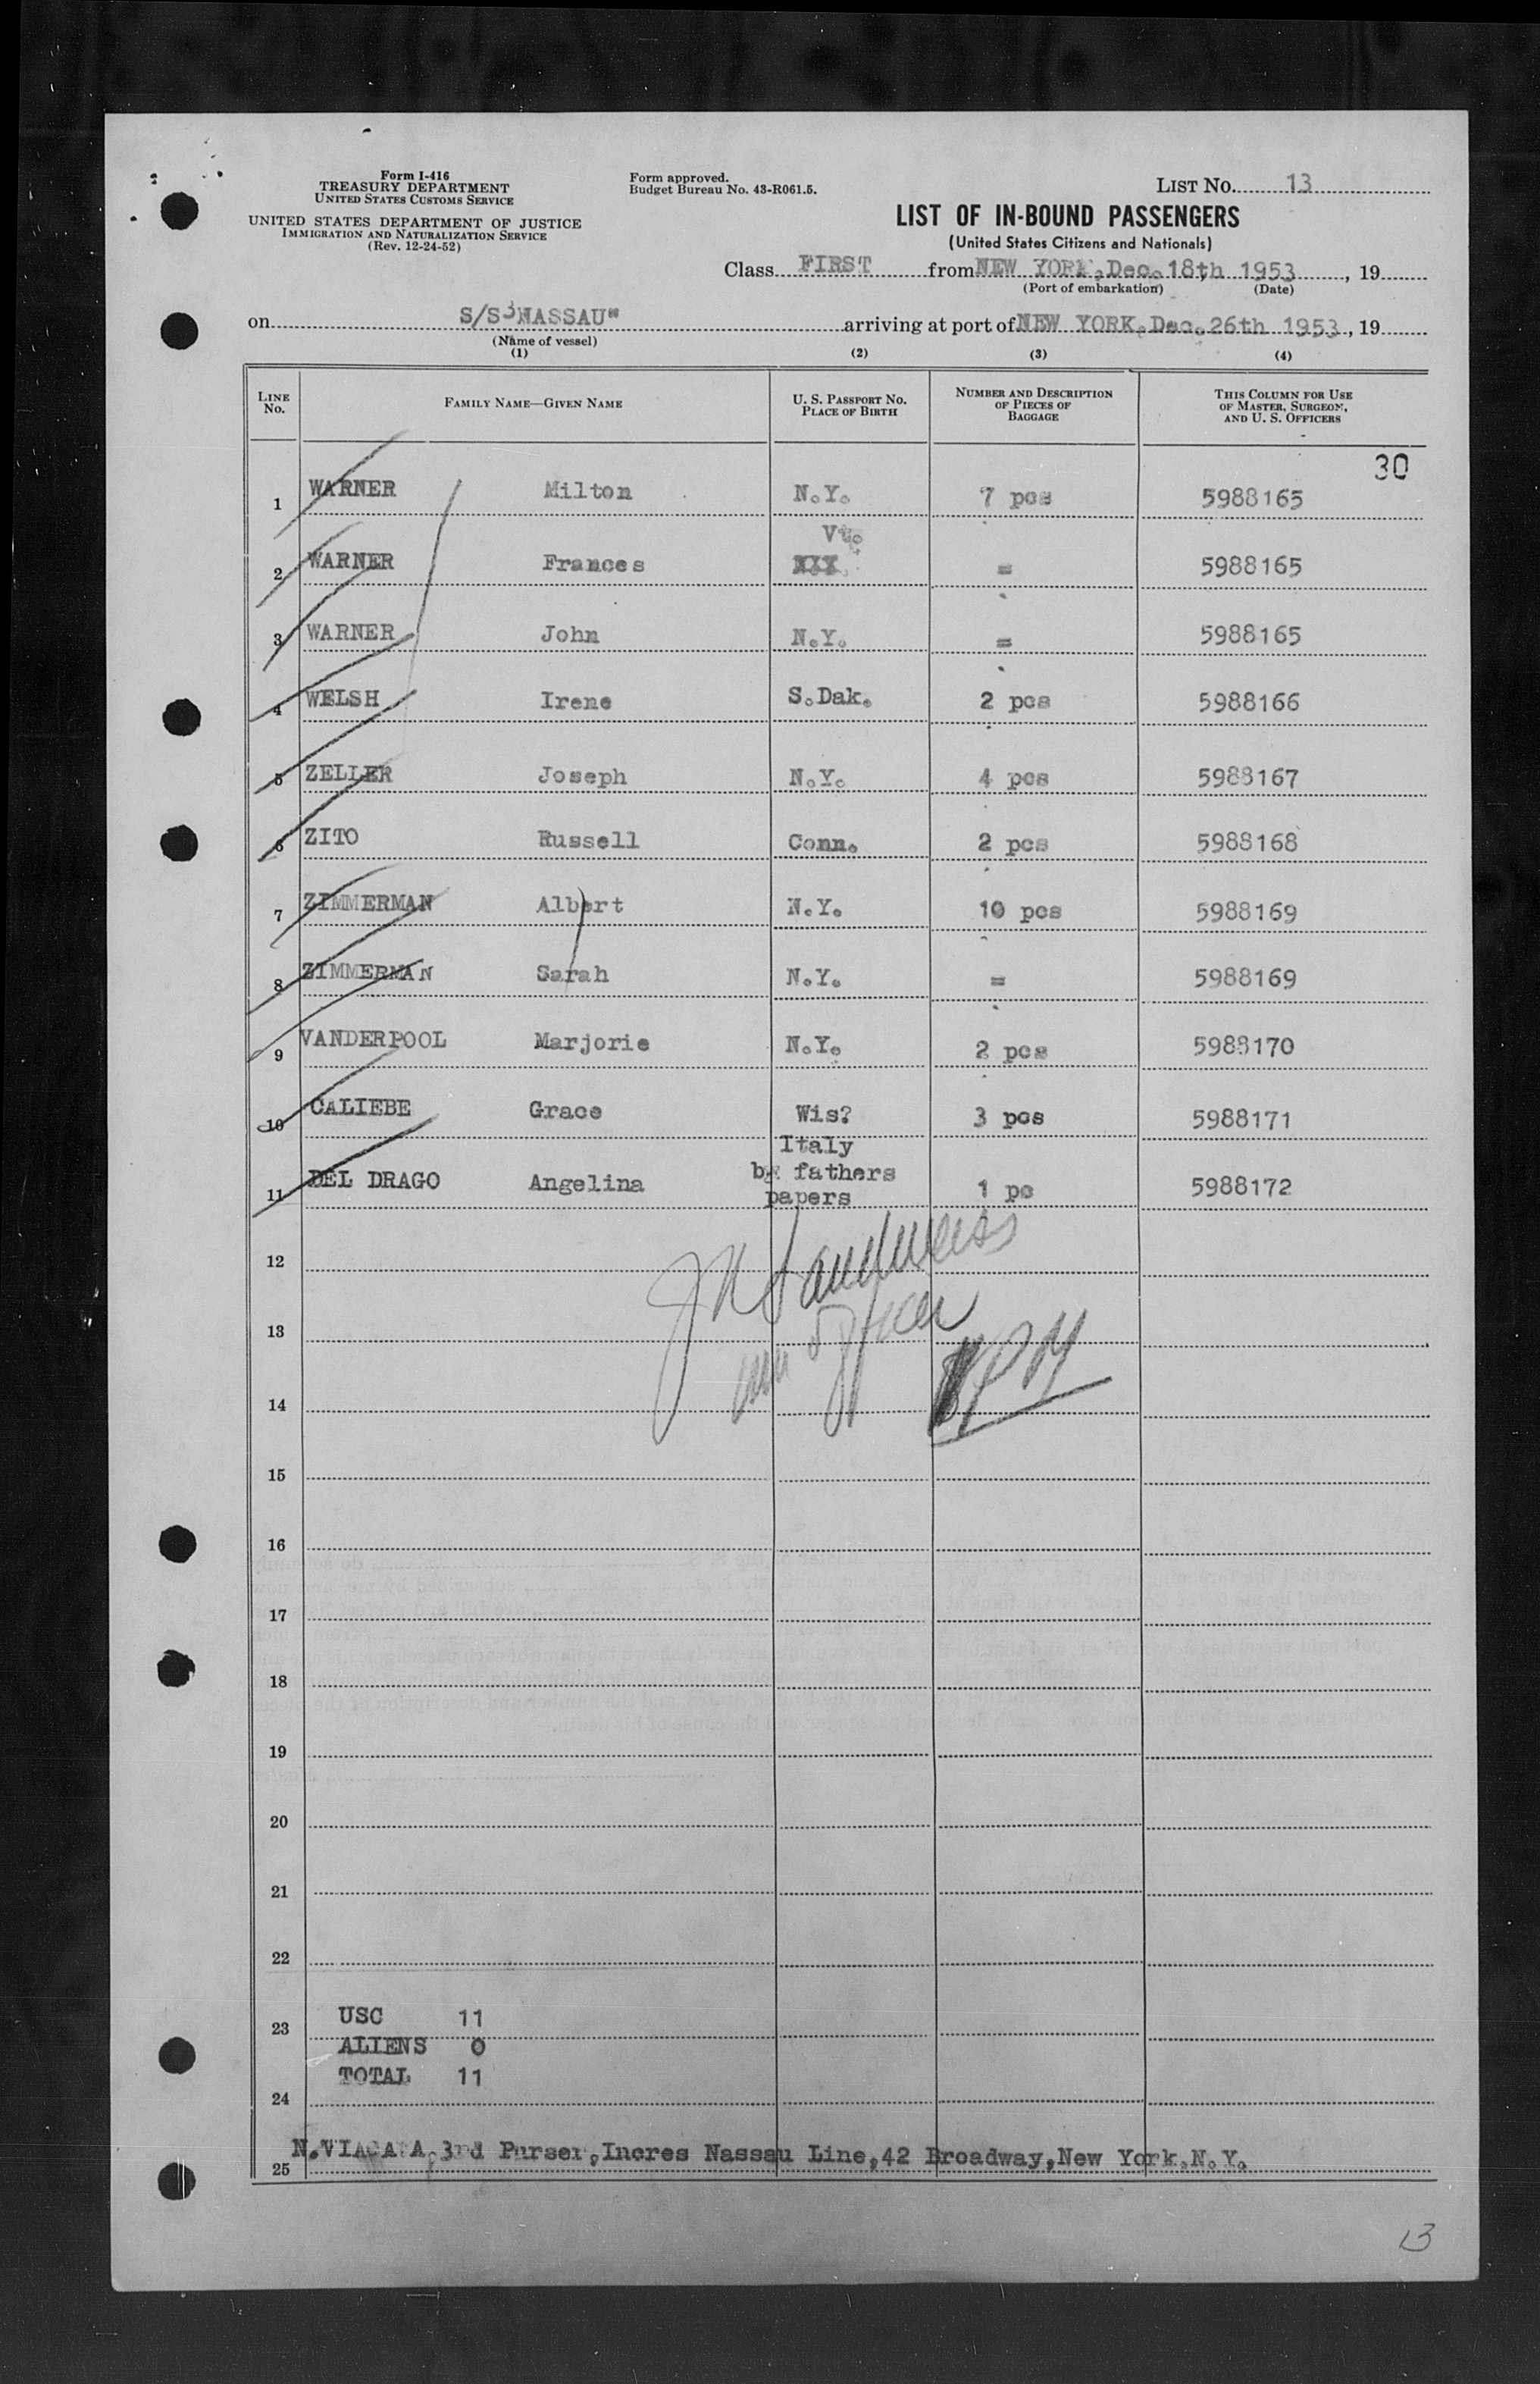 Form I-416
TREASURY DEPARTMENT
UNITED STATES CUSTOMS SERVICE
UNITED STATES DEPARTMENT OF JUSTICE
IMMIGRATION AND NATURALIZATION SERVICE
(Rev. 12-24-52)
Form approved.
Budget Bureau No. 43-R061.5.
LIST No. 13
LIST OF IN-BOUND PASSENGERS
(United States Citizens and Nationals)
Class FIRST from NEW YORK, Dec. 18th 1953, 19
(Port of embarkation) (Date)
on S/S "NASSAU" arriving at port of NEW YORK, Dec. 26th 1953, 19
(Name of vessel)
(1) (2) (3) (4)
LINE No. FAMILY NAME—GIVEN NAME U. S. PASSPORT NO. PLACE OF BIRTH NUMBER AND DESCRIPTION OF PIECES OF BAGGAGE THIS COLUMN FOR USE OF MASTER, SURGEON, AND U. S. OFFICERS
30
1 WARNER Milton N.Y. 7 pcs 5988165
Vt.
2 WARNER Frances XXX = 5988165
3 WARNER John N.Y. = 5988165
4 WELSH Irene S.Dak. 2 pcs 5988166
5 ZELLER Joseph N.Y. 4 pcs 5988167
6 ZITO Russell Conn. 2 pcs 5988168
7 ZIMMERMAN Albert N.Y. 10 pcs 5988169
8 ZIMMERMAN Sarah N.Y. = 5988169
9 VANDERPOOL Marjorie N.Y. 2 pcs 5988170
10 CALIEBE Grace Wis? 3 pcs 5988171
Italy
by fathers
11 DEL DRAGO Angelina papers 1 pc 5988172
12
13
14
15
16
17
18
19
20
21
22
USC 11
23
ALIENS 0
TOTAL 11
24
N. 3rd Purser, Incres Nassau Line, 42 Broadway, New York, N.Y.
25
13